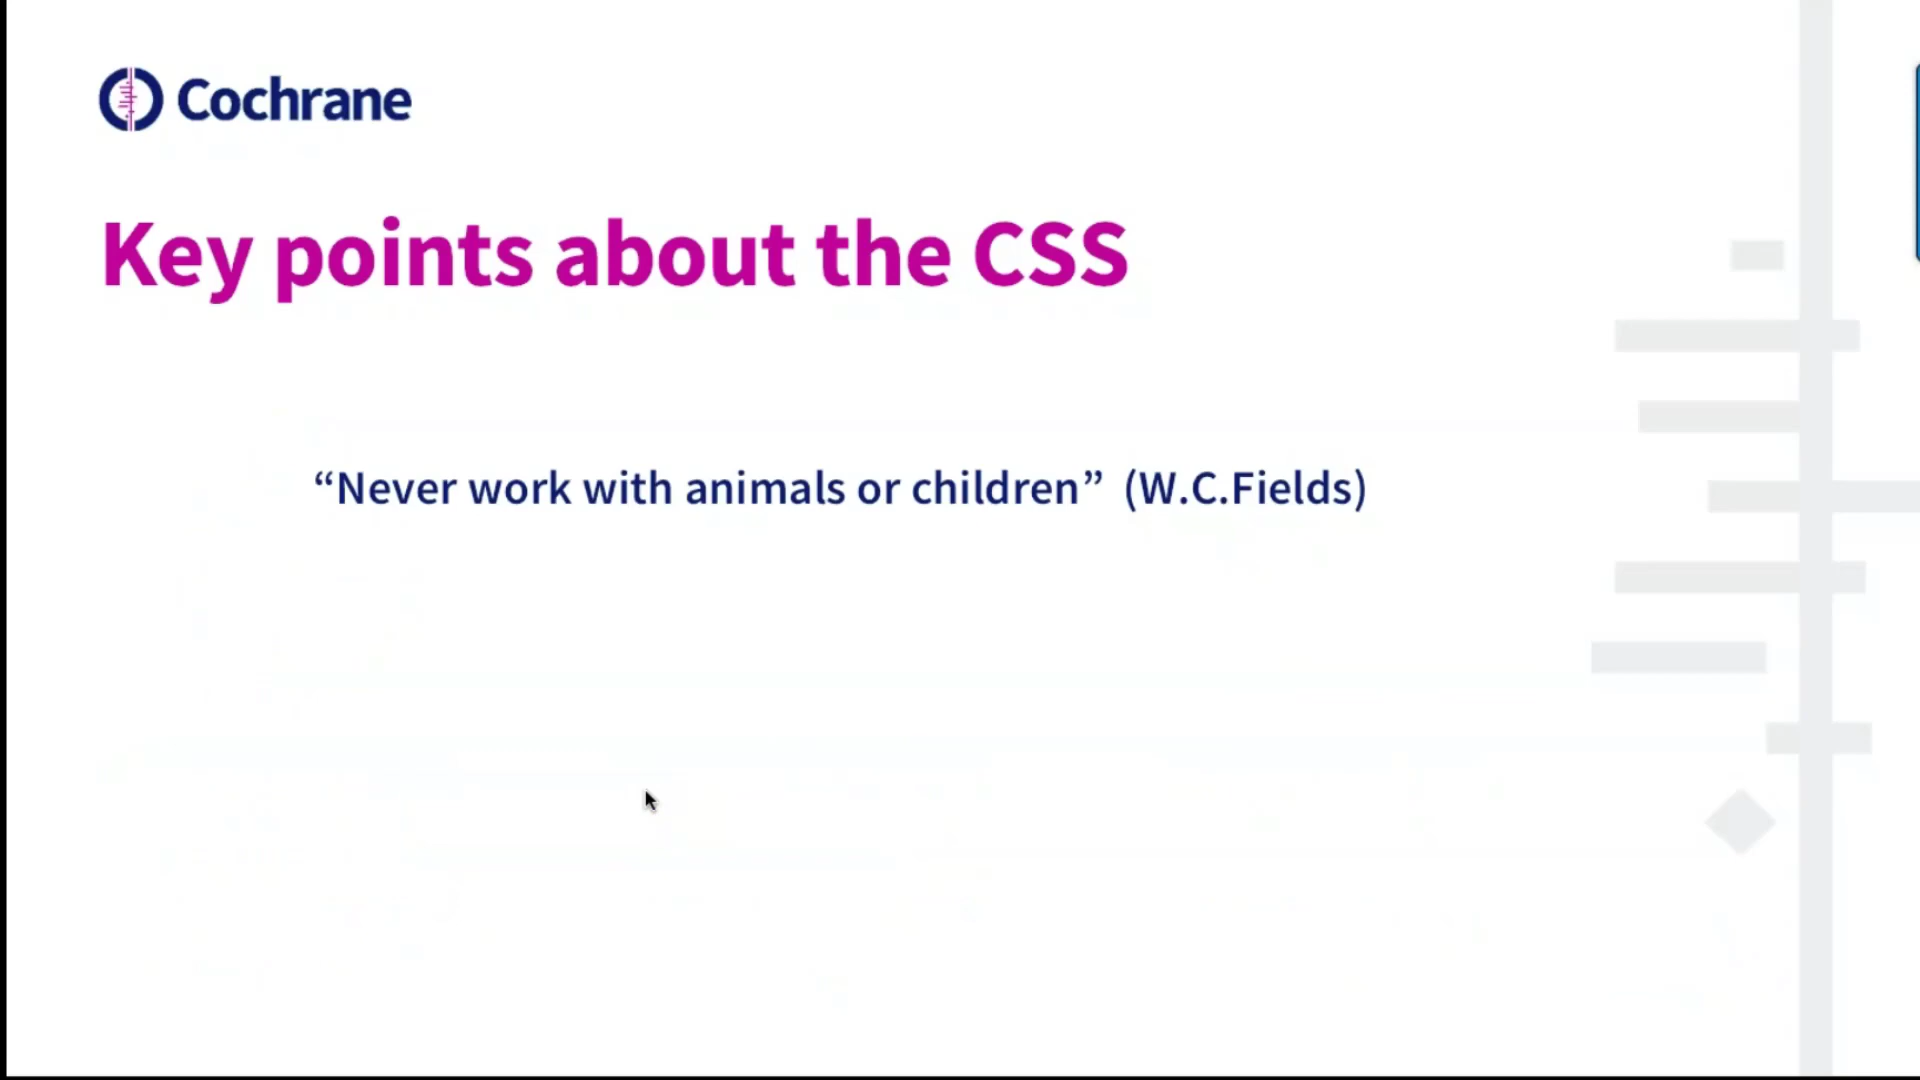 Cochrane
Key points about the CSS
“Never work with animals or children” (W.C.Fields)